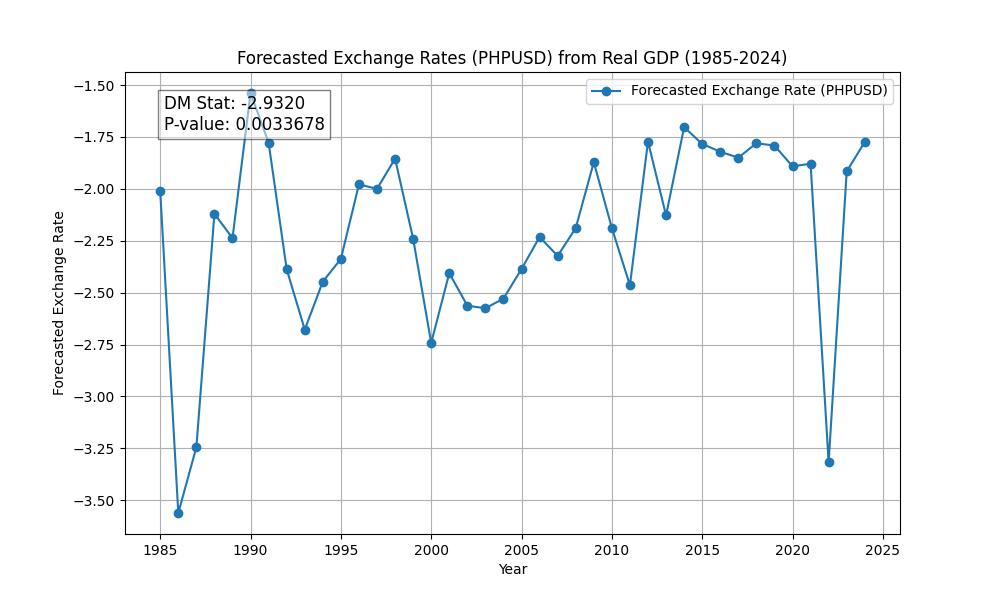 Forecasted Exchange Rates (PHPUSD) from Real GDP (1985-2024)
Forecasted Exchange Rate (PHPUSD)
DM Stat: -2.9320
P-value: 0.0033678
−1.50
−1.75
−2.00
−2.25
−2.50
−2.75
−3.00
−3.25
−3.50
Forecasted Exchange Rate
1985 1990 1995 2000 2005 2010 2015 2020 2025
Year